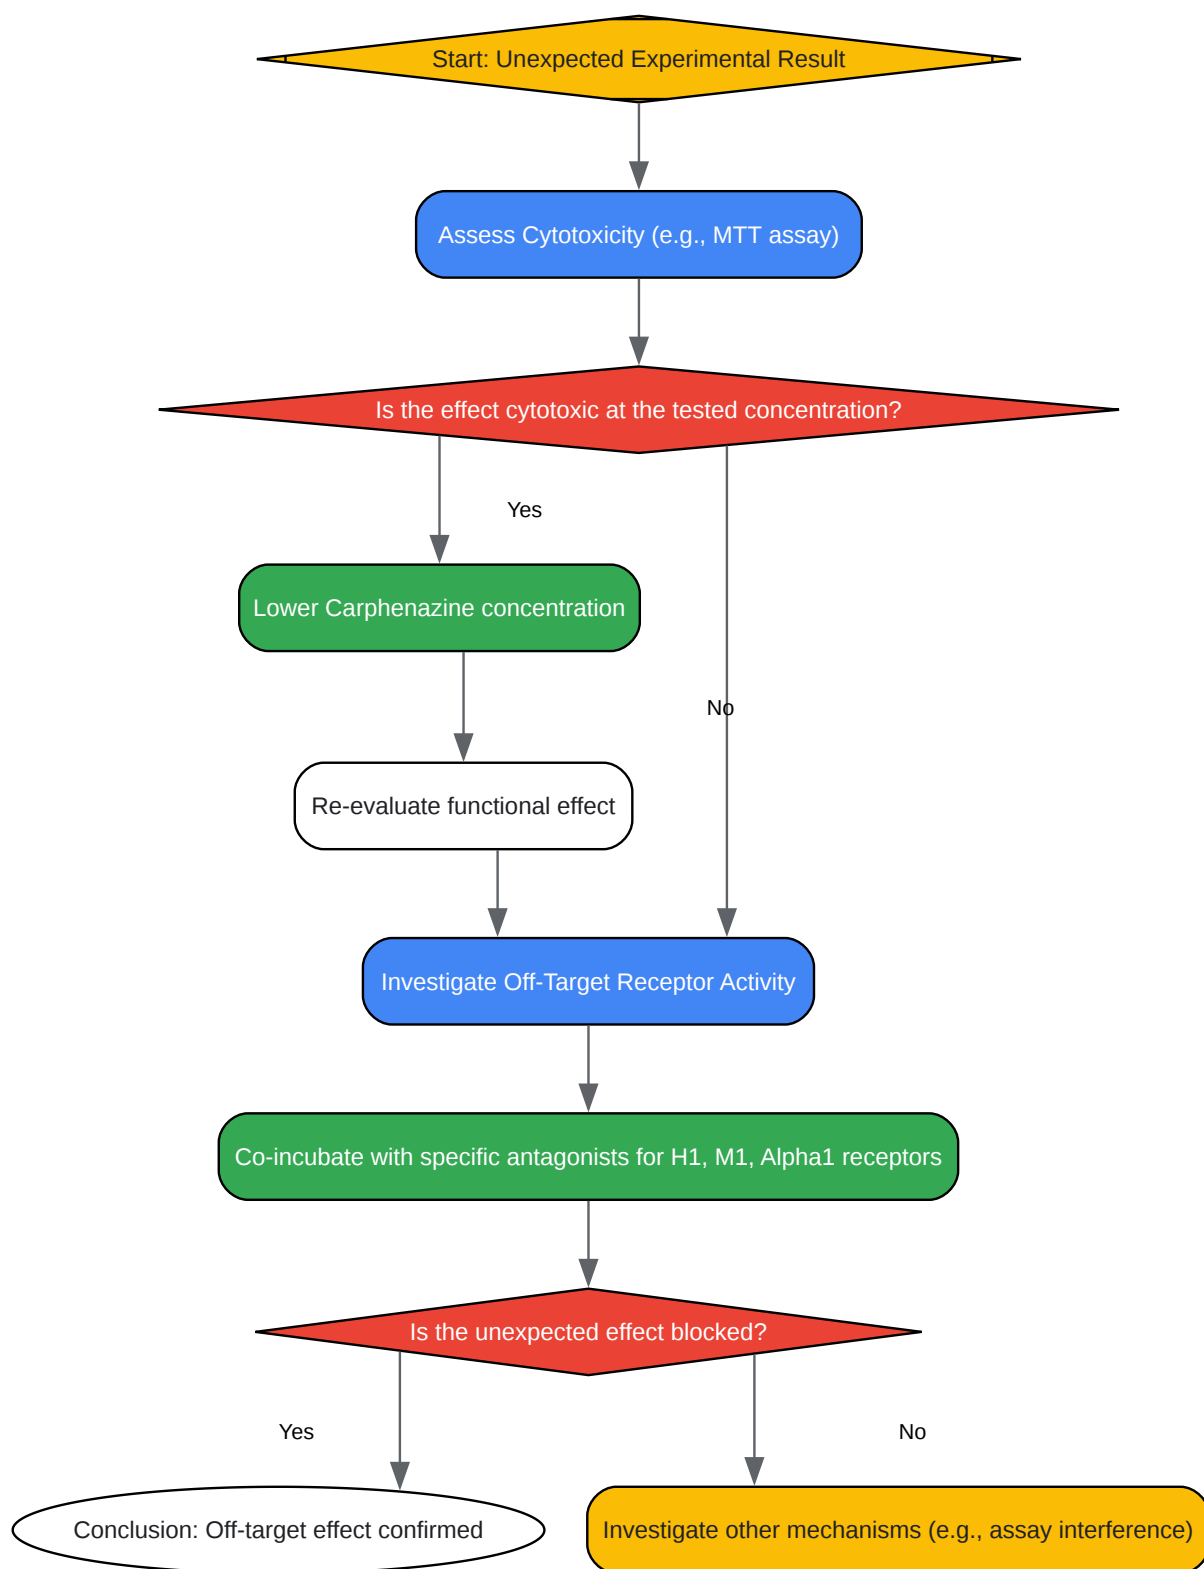 Start: Unexpected Experimental Result
Assess Cytotoxicity (e.g., MTT assay)
Is the effect cytotoxic at the tested concentration?
Yes
Lower Carphenazine concentration
No
Re-evaluate functional effect
Investigate Off-Target Receptor Activity
Co-incubate with specific antagonists for H1, M1, Alpha1 receptors
Is the unexpected effect blocked?
Yes
No
Conclusion: Off-target effect confirmed
Investigate other mechanisms (e.g., assay interference)